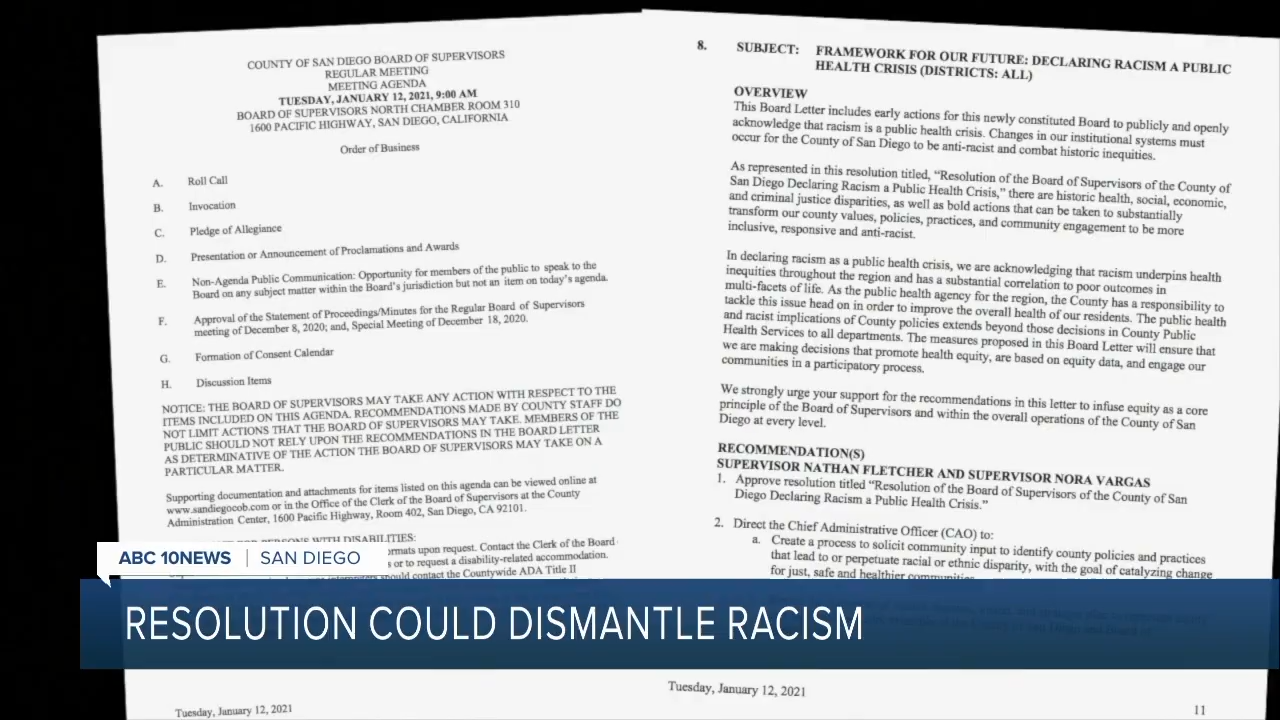 COUNTY OF SAN DIEGO BOARD OF SUPERVISORS
REGULAR MEETING
MEETING AGENDA
TUESDAY, JANUARY 12, 2021, 9:00 AM
BOARD OF SUPERVISORS NORTH CHAMBER ROOM 310
1600 PACIFIC HIGHWAY, SAN DIEGO, CALIFORNIA
Order of Business
A. Roll Call
B. Invocation
C. Pledge of Allegiance
D. Presentation or Announcement of Proclamations and Awards
E. Non-Agenda Public Communication: Opportunity for members of the public to speak to the
Board on any subject matter within the Board's jurisdiction but not an item on today's agenda.
F. Approval of the Statement of Proceedings/Minutes for the Regular Board of Supervisors
meeting of December 8, 2020; and, Special Meeting of December 18, 2020.
G. Formation of Consent Calendar
H. Discussion Items
NOTICE: THE BOARD OF SUPERVISORS MAY TAKE ANY ACTION WITH RESPECT TO THE
ITEMS INCLUDED ON THIS AGENDA. RECOMMENDATIONS MADE BY COUNTY STAFF DO
NOT LIMIT ACTIONS THAT THE BOARD OF SUPERVISORS MAY TAKE. MEMBERS OF THE
PUBLIC SHOULD NOT RELY UPON THE RECOMMENDATIONS IN THE BOARD LETTER
AS DETERMINATIVE OF THE ACTION THE BOARD OF SUPERVISORS MAY TAKE ON A
PARTICULAR MATTER.
Supporting documentation and attachments for items listed on this agenda can be viewed online at
www.sandiegocob.com or in the Office of the Clerk of the Board of Supervisors at the County
Administration Center, 1600 Pacific Highway, Room 402, San Diego, CA 92101.
FOR PERSONS WITH DISABILITIES:
ormats upon request. Contact the Clerk of the Board
s or to request a disability-related accommodation.
should contact the Countywide ADA Title II
Tuesday, January 12, 2021
8. SUBJECT: FRAMEWORK FOR OUR FUTURE: DECLARING RACISM A PUBLIC
HEALTH CRISIS (DISTRICTS: ALL)
OVERVIEW
This Board Letter includes early actions for this newly constituted Board to publicly and openly
acknowledge that racism is a public health crisis. Changes in our institutional systems must
occur for the County of San Diego to be anti-racist and combat historic inequities.
As represented in this resolution titled, "Resolution of the Board of Supervisors of the County of
San Diego Declaring Racism a Public Health Crisis," there are historic health, social, economic,
and criminal justice disparities, as well as bold actions that can be taken to substantially
transform our county values, policies, practices, and community engagement to be more
inclusive, responsive and anti-racist.
In declaring racism as a public health crisis, we are acknowledging that racism underpins health
inequities throughout the region and has a substantial correlation to poor outcomes in
multi-facets of life. As the public health agency for the region, the County has a responsibility to
tackle this issue head on in order to improve the overall health of our residents. The public health
and racist implications of County policies extends beyond those decisions in County Public
Health Services to all departments. The measures proposed in this Board Letter will ensure that
we are making decisions that promote health equity, are based on equity data, and engage our
communities in a participatory process.
We strongly urge your support for the recommendations in this letter to infuse equity as a core
principle of the Board of Supervisors and within the overall operations of the County of San
Diego at every level.
RECOMMENDATION(S)
SUPERVISOR NATHAN FLETCHER AND SUPERVISOR NORA VARGAS
1. Approve resolution titled "Resolution of the Board of Supervisors of the County of San
Diego Declaring Racism a Public Health Crisis."
2. Direct the Chief Administrative Officer (CAO) to:
a. Create a process to solicit community input to identify county policies and practices
that lead to or perpetuate racial or ethnic disparity, with the goal of catalyzing change
for just, safe and healthier communities.
Tuesday, January 12, 2021
11
ABC 10NEWS | SAN DIEGO
RESOLUTION COULD DISMANTLE RACISM